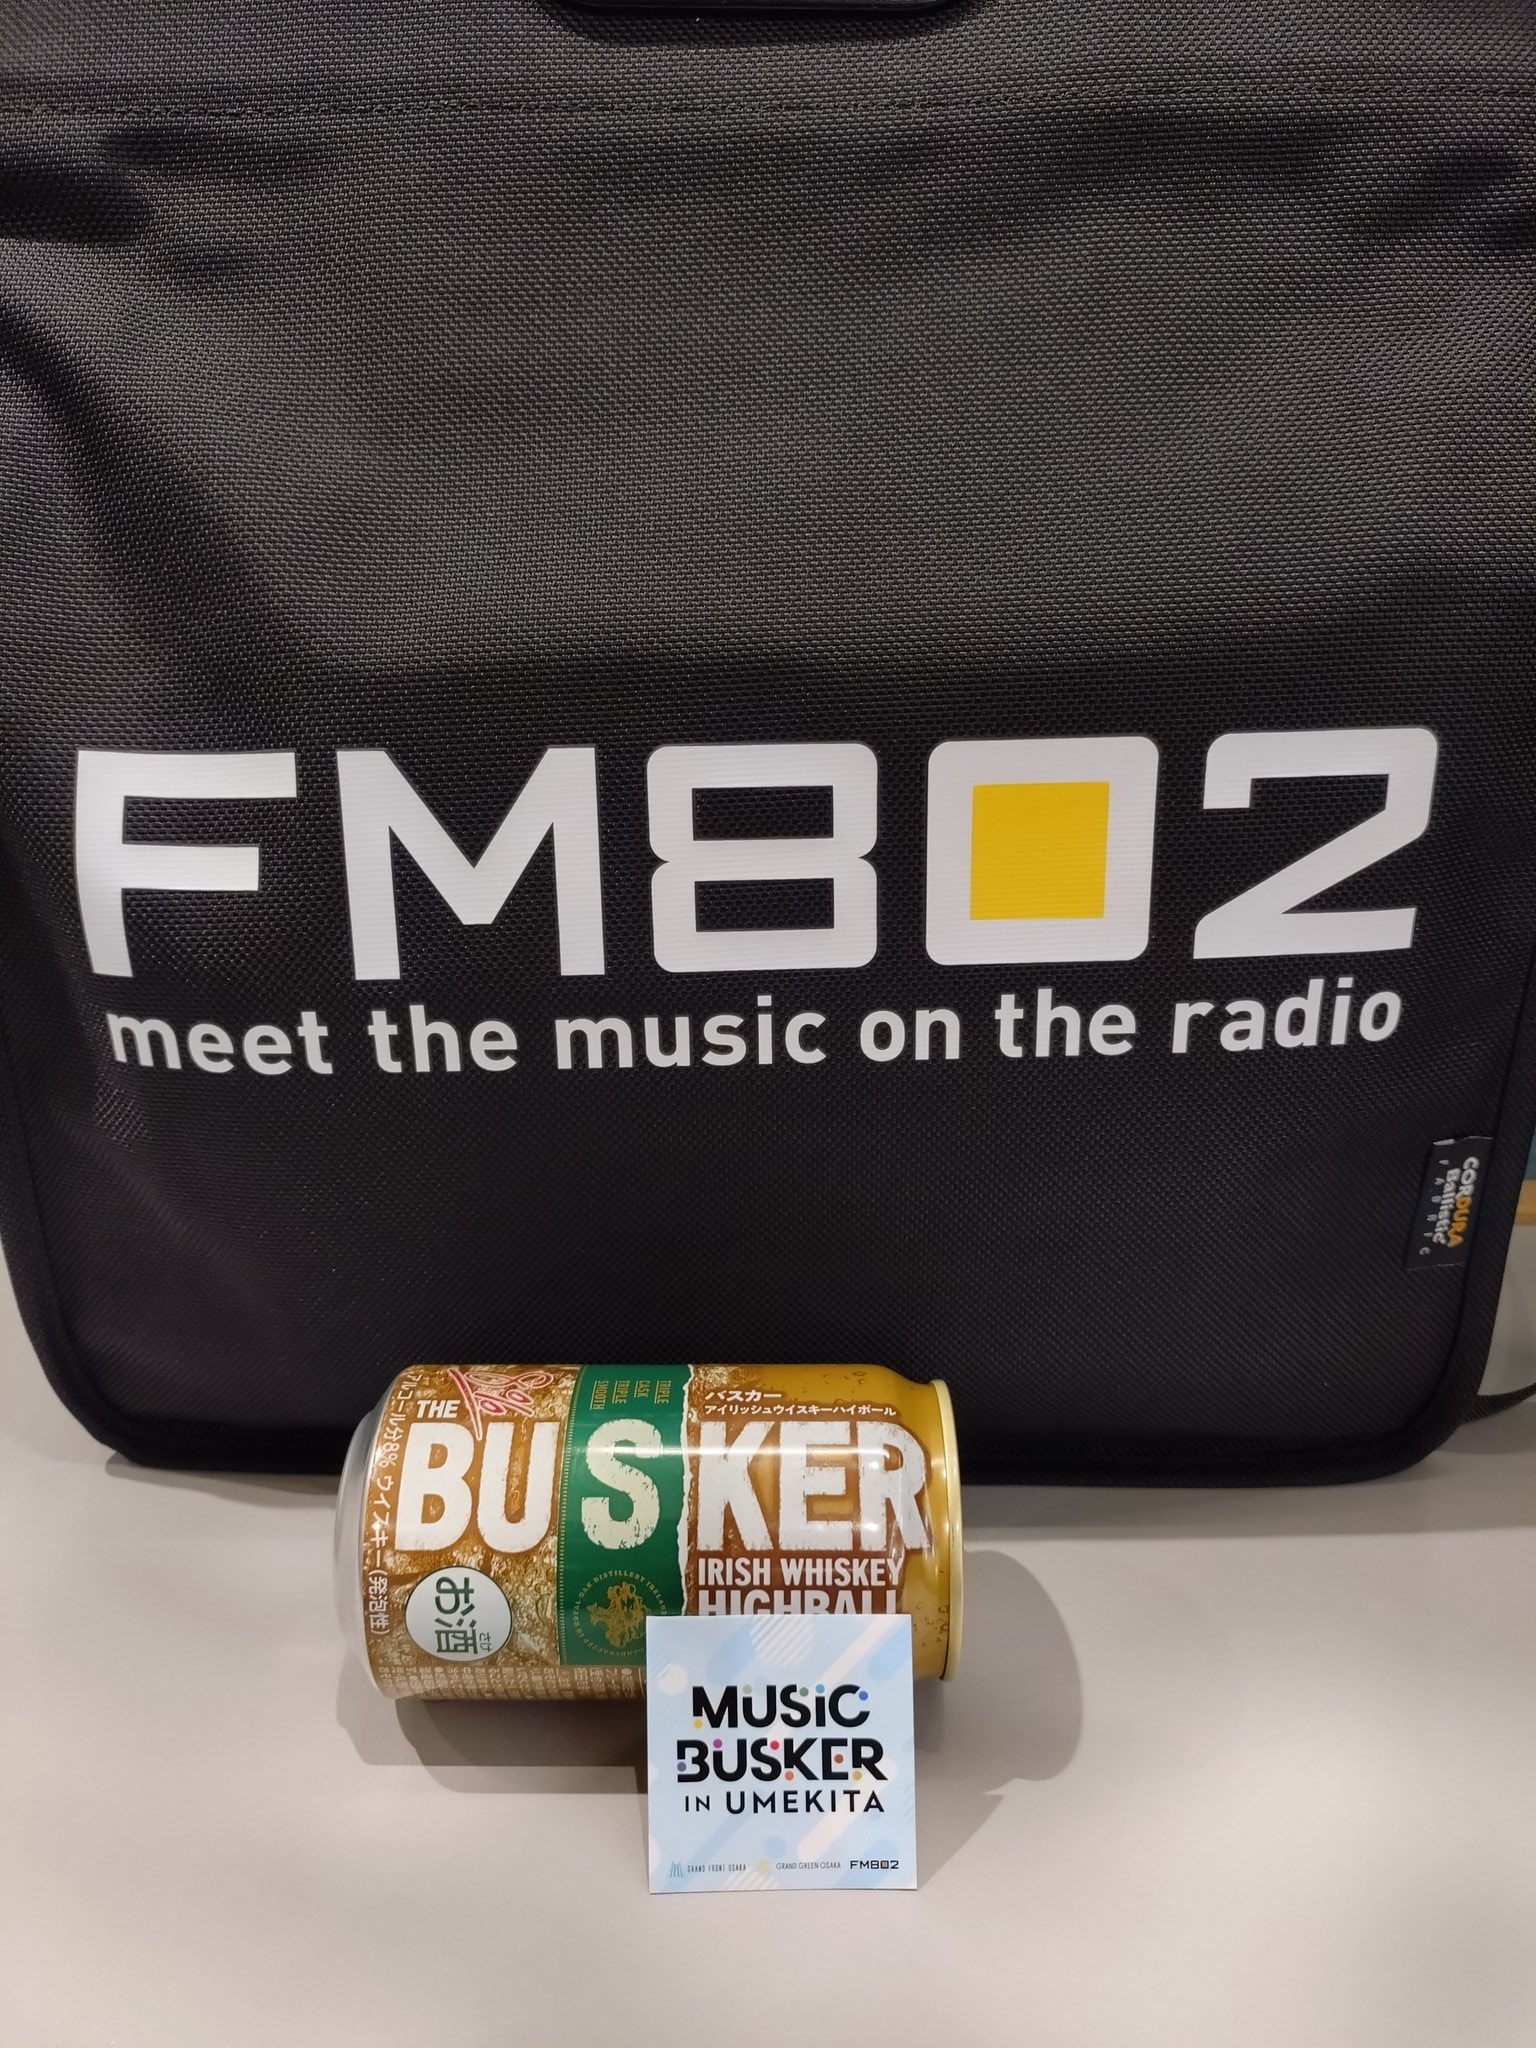 FM802
meet the music on the radio
CORDURA
Ballistic
FABRIC
THE
BUSKER
TRIPLE
CASK
TRIPLE
SMOOTH
バスカー
アイリッシュウイスキーハイボール
IRISH WHISKEY
HIGHBALL
アルコール分8% ウイスキー(発泡性)
お酒
さけ
MUSIC
BUSKER
IN UMEKITA
GRAND FRONT OSAKA
GRAND GREEN OSAKA
FM802